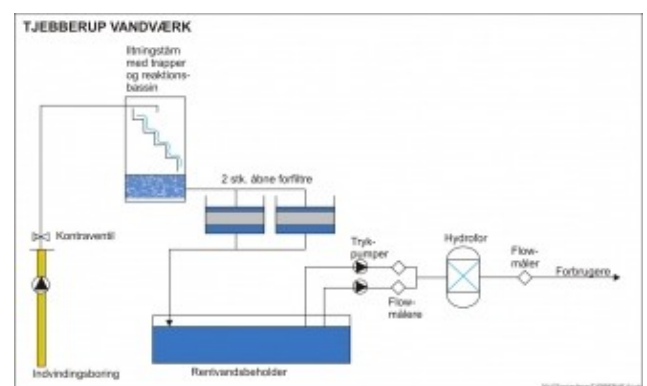 TJEBBERUP VANDVÆRK
Iltningstårn
med trapper
og reaktions-
bassin
2 stk. åbne forfiltre
Kontraventil
Tryk-
pumper
Hydrofor
Flow-
måler
Forbrugere
Flow-
målere
Indvindingsboring
Rentvandsbeholder